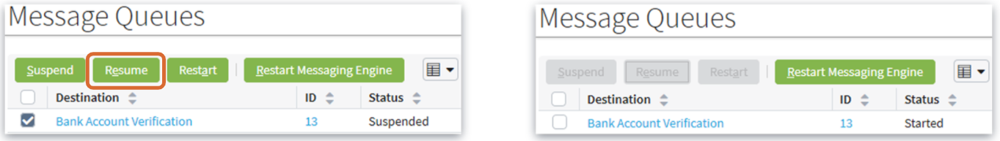 Message Queues
Suspend Resume Restart Restart Messaging Engine
Destination ID Status
Bank Account Verification 13 Suspended
Message Queues
Suspend Resume Restart Restart Messaging Engine
Destination ID Status
Bank Account Verification 13 Started